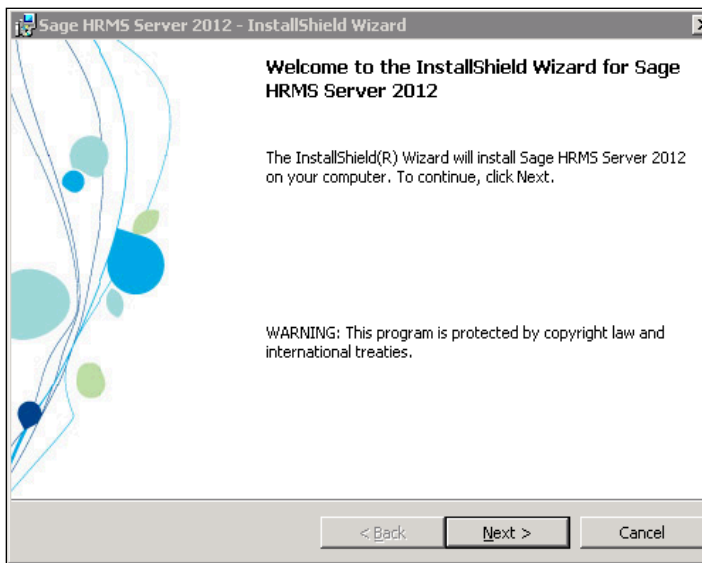 Sage HRMS Server 2012 - InstallShield Wizard
Welcome to the InstallShield Wizard for Sage
HRMS Server 2012
The InstallShield(R) Wizard will install Sage HRMS Server 2012
on your computer. To continue, click Next.
WARNING: This program is protected by copyright law and
international treaties.
< Back Next > Cancel